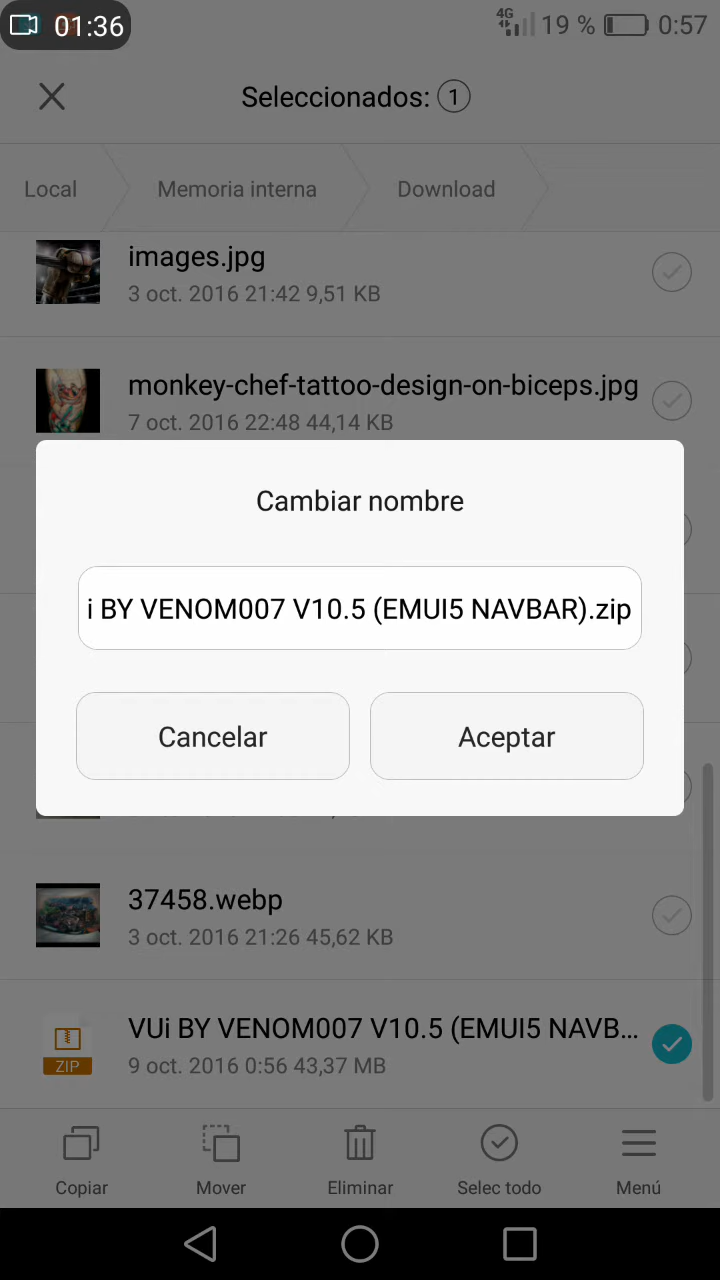 01:36
4G 19 % 0:57
Seleccionados: 1
Local Memoria interna Download
images.jpg
3 oct. 2016 21:42 9,51 KB
monkey-chef-tattoo-design-on-biceps.jpg
7 oct. 2016 22:48 44,14 KB
Cambiar nombre
i BY VENOM007 V10.5 (EMUI5 NAVBAR).zip
Cancelar Aceptar
37458.webp
3 oct. 2016 21:26 45,62 KB
VUi BY VENOM007 V10.5 (EMUI5 NAVB...
ZIP 9 oct. 2016 0:56 43,37 MB
Copiar Mover Eliminar Selec todo Menú